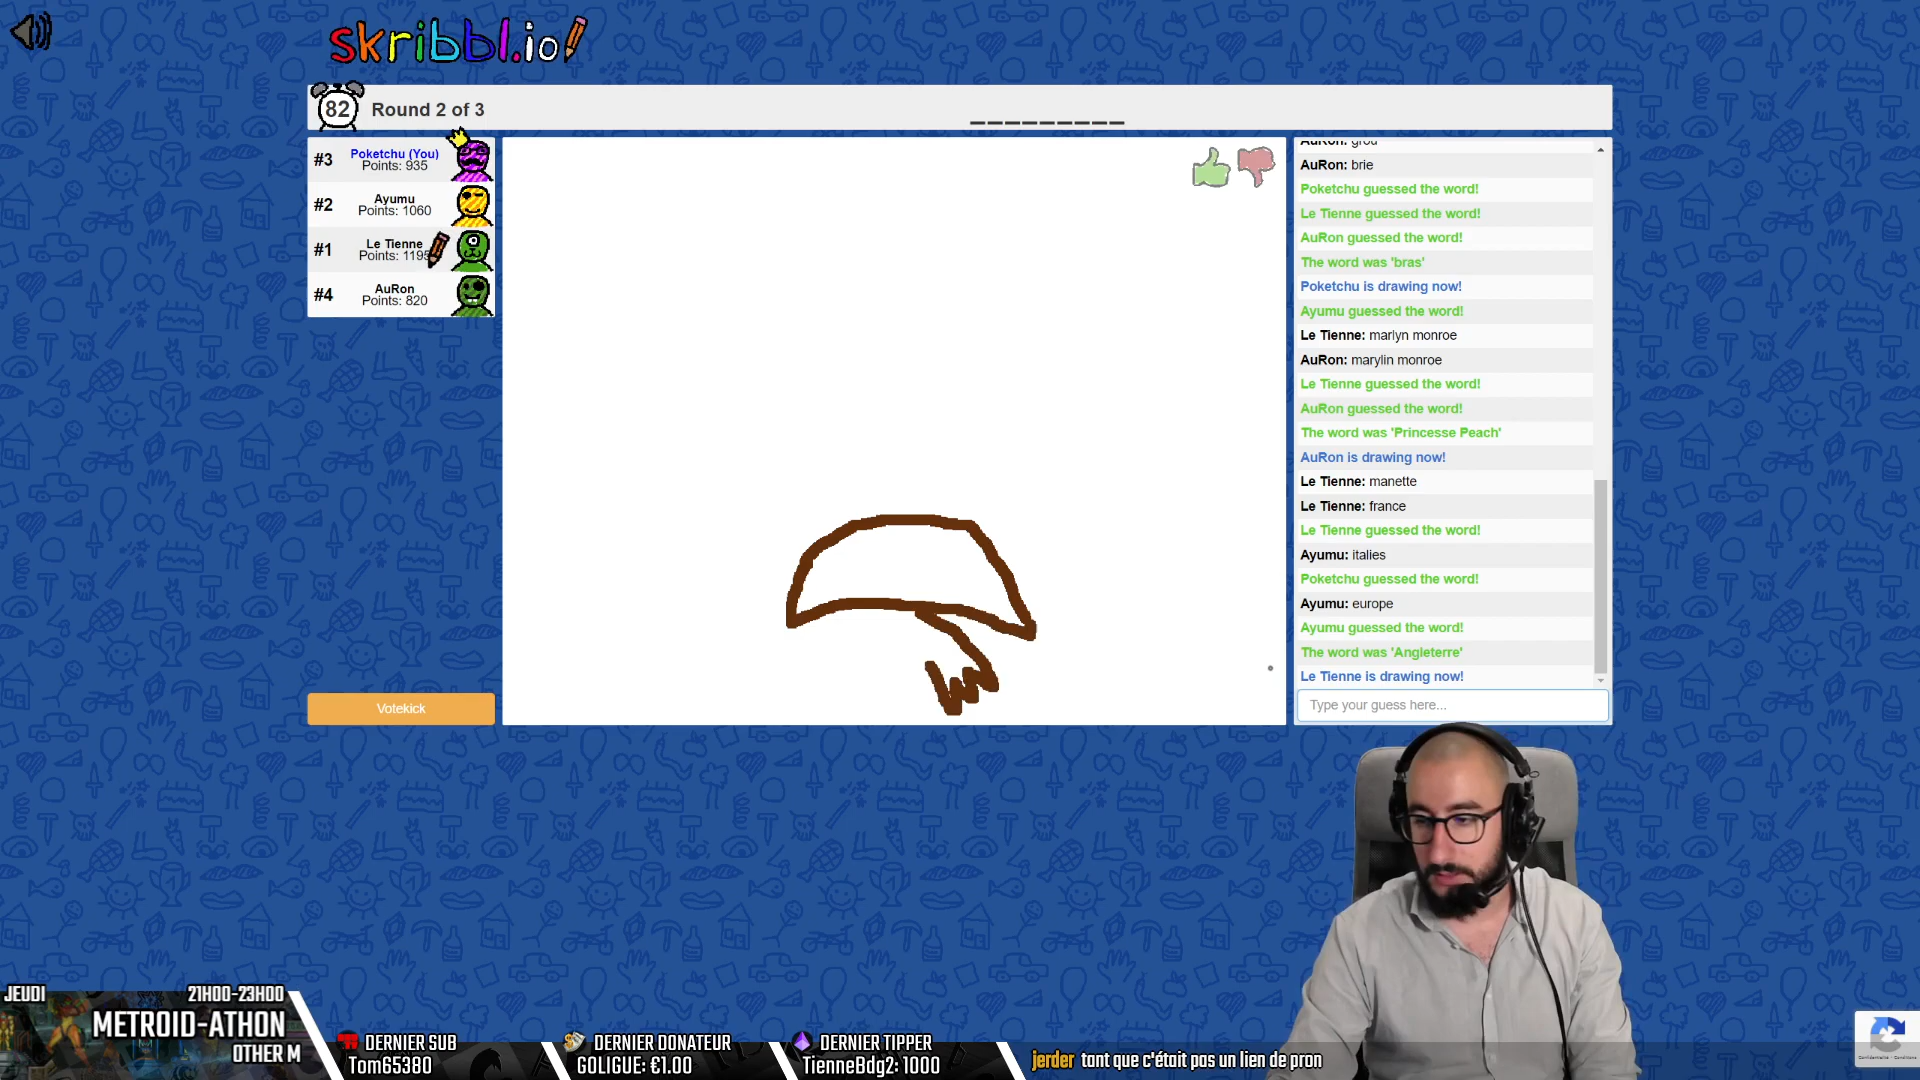 skribbl.io
82
Round 2 of 3
_________
#3
Poketchu (You)
Points: 935
#2
Ayumu
Points: 1060
#1
Le Tienne
Points: 1195
#4
AuRon
Points: 820
Votekick
AuRon: grou
AuRon: brie
Poketchu guessed the word!
Le Tienne guessed the word!
AuRon guessed the word!
The word was 'bras'
Poketchu is drawing now!
Ayumu guessed the word!
Le Tienne: marlyn monroe
AuRon: marylin monroe
Le Tienne guessed the word!
AuRon guessed the word!
The word was 'Princesse Peach'
AuRon is drawing now!
Le Tienne: manette
Le Tienne: france
Le Tienne guessed the word!
Ayumu: italies
Poketchu guessed the word!
Ayumu: europe
Ayumu guessed the word!
The word was 'Angleterre'
Le Tienne is drawing now!
Type your guess here...
JEUDI
21H00-23H00
METROID-ATHON
OTHER M
DERNIER SUB
Tom65380
DERNIER DONATEUR
GOLIGUE: €1.00
DERNIER TIPPER
TienneBdg2: 1000
jerder tant que c'était pas un lien de pron